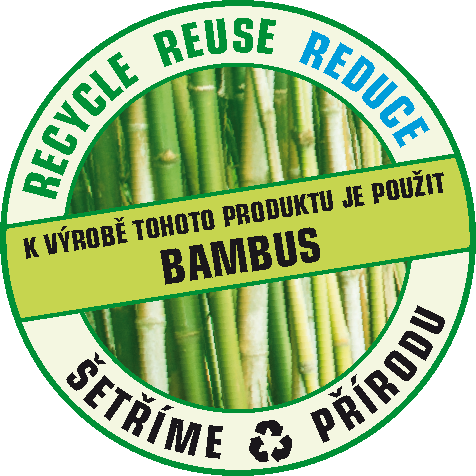 RECYCLE REUSE REDUCE
K VÝROBĚ TOHOTO PRODUKTU JE POUŽIT
BAMBUS
ŠETŘÍME PŘÍRODU